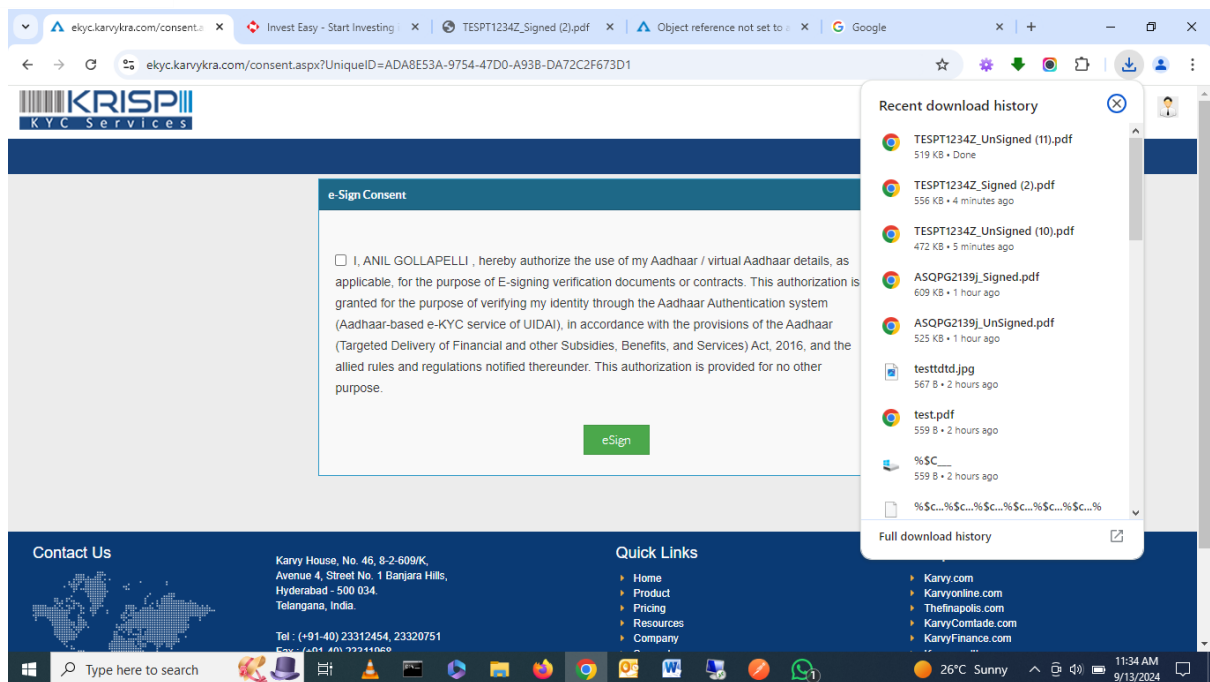 ekyc.karvykra.com/consent.a
Invest Easy - Start Investing
TESPT1234Z_Signed (2).pdf
Object reference not set to a
Google
ekyc.karvykra.com/consent.aspx?UniqueID=ADA8E53A-9754-47D0-A93B-DA72C2F673D1
KRISP
KYC Services
e-Sign Consent
I, ANIL GOLLAPELLI , hereby authorize the use of my Aadhaar / virtual Aadhaar details, as
applicable, for the purpose of E-signing verification documents or contracts. This authorization is
granted for the purpose of verifying my identity through the Aadhaar Authentication system
(Aadhaar-based e-KYC service of UIDAI), in accordance with the provisions of the Aadhaar
(Targeted Delivery of Financial and other Subsidies, Benefits, and Services) Act, 2016, and the
allied rules and regulations notified thereunder. This authorization is provided for no other
purpose.
eSign
Recent download history
TESPT1234Z_UnSigned (11).pdf
519 KB • Done
TESPT1234Z_Signed (2).pdf
556 KB • 4 minutes ago
TESPT1234Z_UnSigned (10).pdf
472 KB • 5 minutes ago
ASQPG2139j_Signed.pdf
609 KB • 1 hour ago
ASQPG2139j_UnSigned.pdf
525 KB • 1 hour ago
testtdtd.jpg
567 B • 2 hours ago
test.pdf
559 B • 2 hours ago
%$C___
559 B • 2 hours ago
%$c...%$c...%$c...%$c...%$c...%$c...%
Full download history
Contact Us
Karvy House, No. 46, 8-2-609/K,
Avenue 4, Street No. 1 Banjara Hills,
Hyderabad - 500 034.
Telangana, India.
Tel : (+91-40) 23312454, 23320751
Fax : (+91 40) 23311968
Quick Links
Home
Product
Pricing
Resources
Company
Karvy.com
Karvyonline.com
Thefinapolis.com
KarvyComtade.com
KarvyFinance.com
Type here to search
26°C Sunny
11:34 AM
9/13/2024